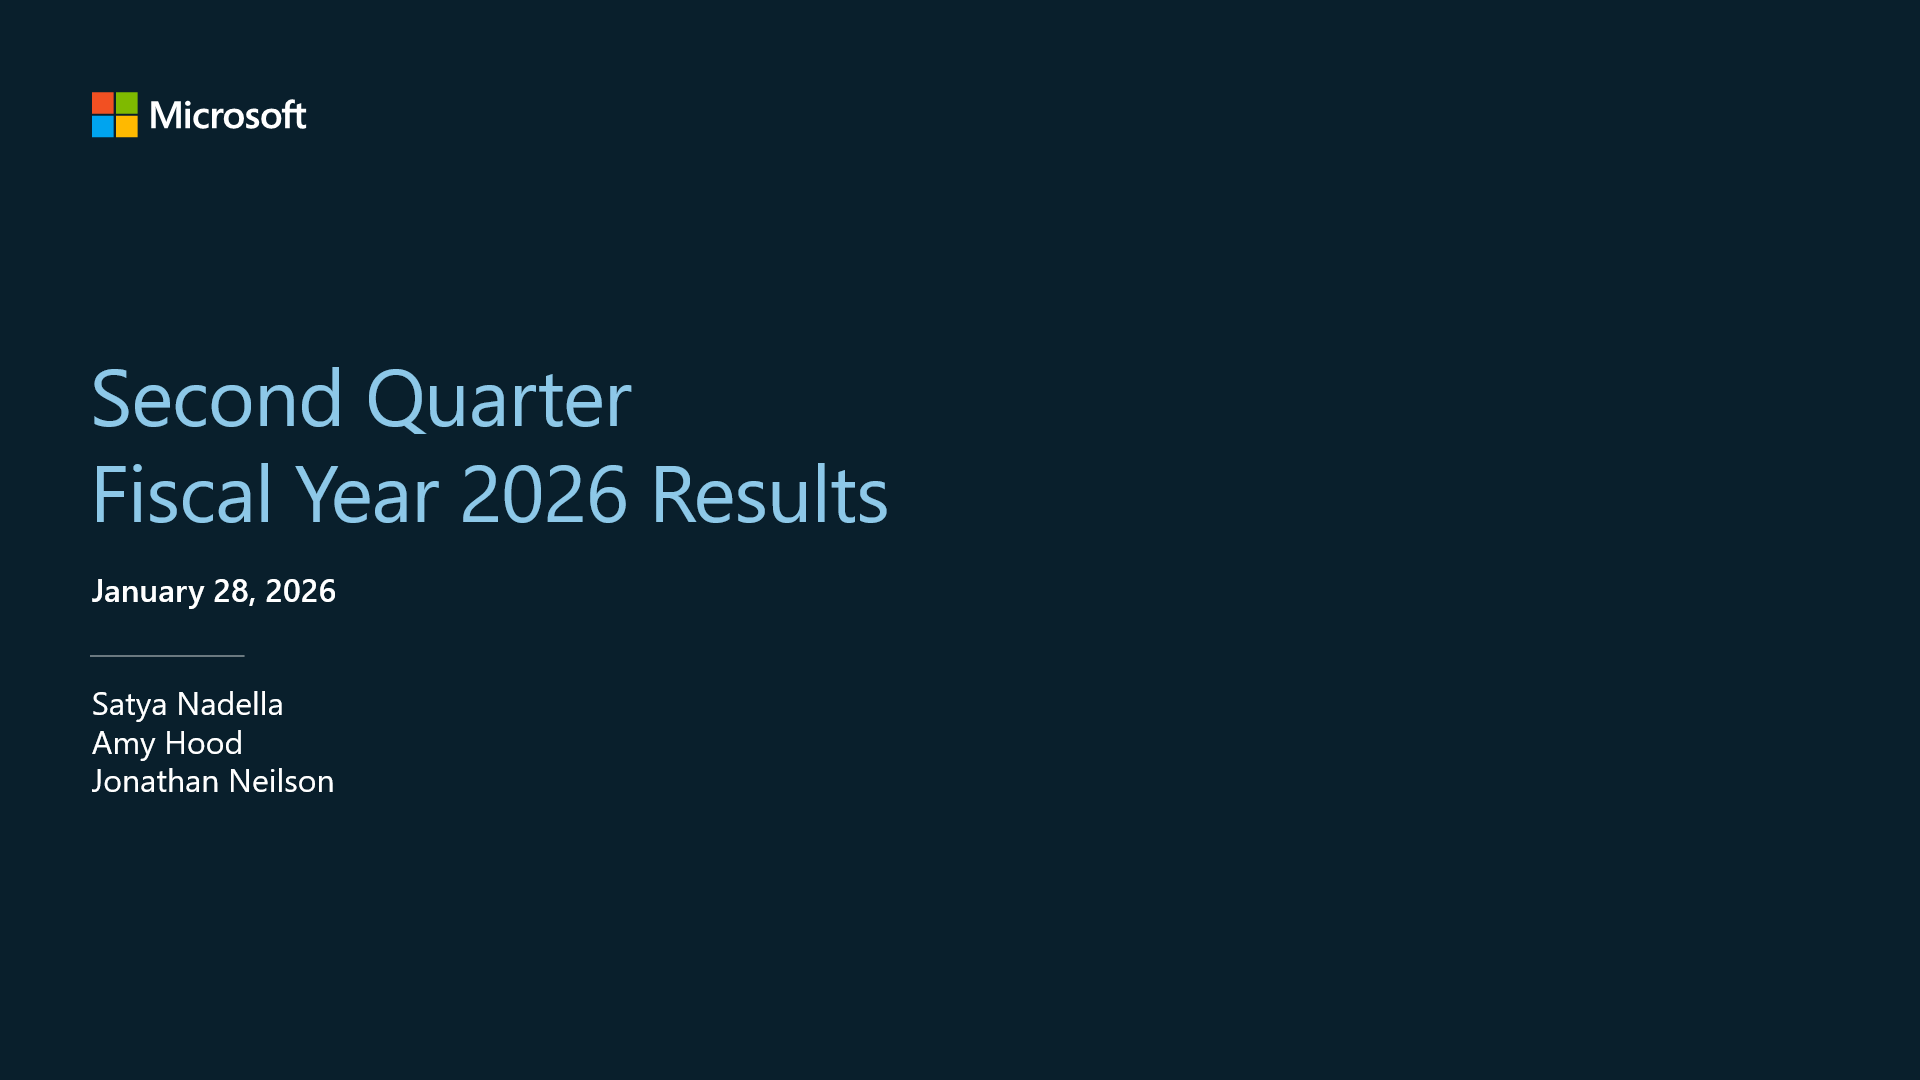 Microsoft
Second Quarter
Fiscal Year 2026 Results
January 28, 2026
Satya Nadella
Amy Hood
Jonathan Neilson